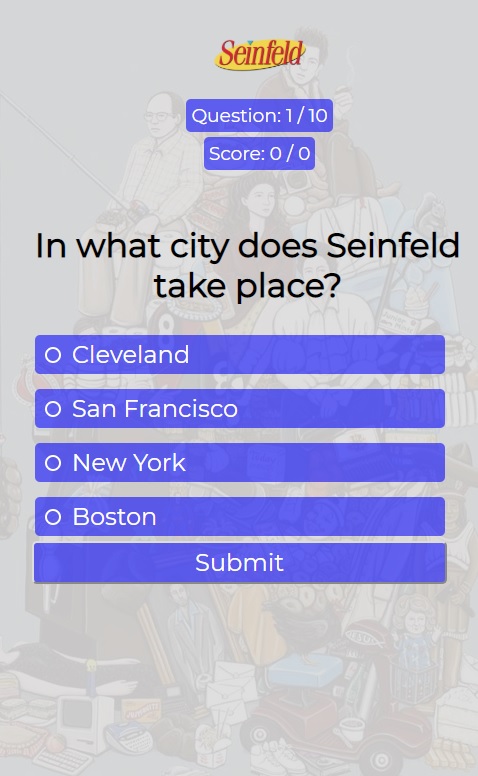 Seinfeld
Question: 1 / 10
Score: 0 / 0
In what city does Seinfeld
take place?
Cleveland
San Francisco
New York
Boston
Submit